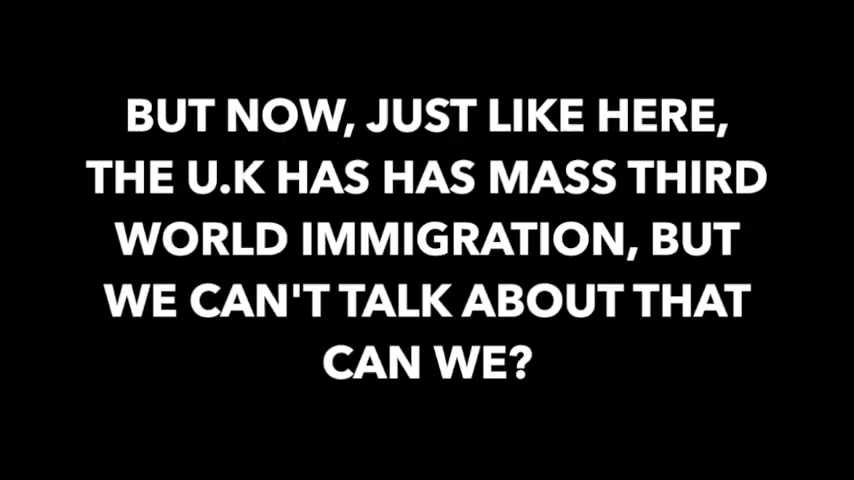 BUT NOW, JUST LIKE HERE,
THE U.K HAS HAS MASS THIRD
WORLD IMMIGRATION, BUT
WE CAN'T TALK ABOUT THAT
CAN WE?